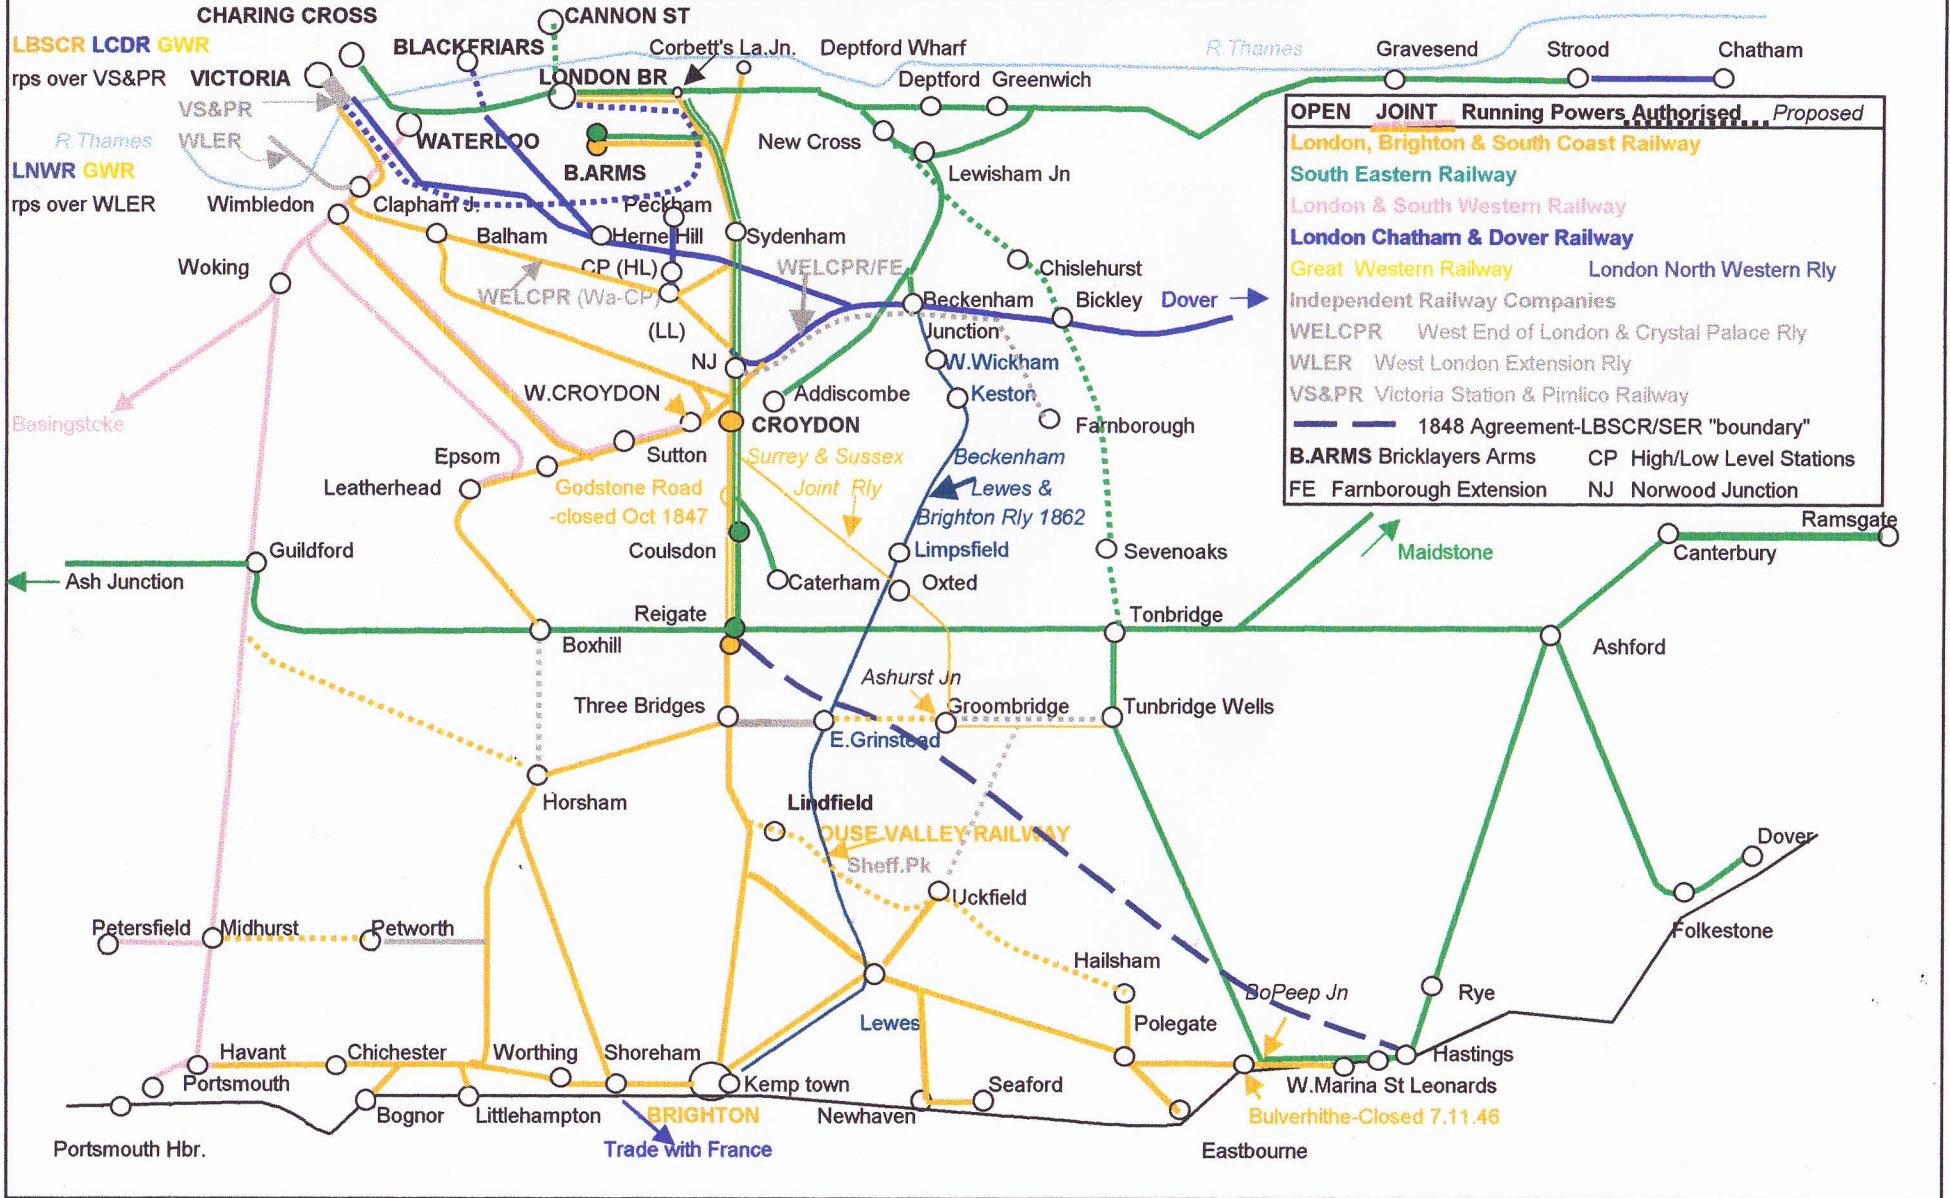 CHARING CROSS
CANNON ST
LBSCR LCDR GWR
BLACKFRIARS
Corbett's La.Jn.
Deptford Wharf
R.Thames
Gravesend
Strood
Chatham
rps over VS&PR
VICTORIA
LONDON BR
Deptford
Greenwich
VS&PR
R.Thames
WLER
WATERLOO
New Cross
LNWR GWR
B.ARMS
Lewisham Jn
rps over WLER
Wimbledon
Clapham J.
Peckham
Balham
Herne Hill
Sydenham
Woking
CP (HL)
WELCPR/FE
Chislehurst
WELCPR (Wa-CP)
Beckenham
Junction
Bickley
Dover
(LL)
NJ
W.Wickham
W.CROYDON
Addiscombe
Keston
Basingstoke
CROYDON
Farnborough
Epsom
Sutton
Surrey & Sussex
Joint Rly
Beckenham
Lewes &
Brighton Rly 1862
Leatherhead
Godstone Road
-closed Oct 1847
OPEN JOINT Running Powers Authorised Proposed
London, Brighton & South Coast Railway
South Eastern Railway
London & South Western Railway
London Chatham & Dover Railway
Great Western Railway London North Western Rly
Independent Railway Companies
WELCPR West End of London & Crystal Palace Rly
WLER West London Extension Rly
VS&PR Victoria Station & Pimlico Railway
1848 Agreement-LBSCR/SER "boundary"
B.ARMS Bricklayers Arms CP High/Low Level Stations
FE Farnborough Extension NJ Norwood Junction
Guildford
Coulsdon
Limpsfield
Sevenoaks
Maidstone
Ramsgate
Canterbury
Ash Junction
Caterham
Oxted
Reigate
Tonbridge
Boxhill
Ashford
Ashurst Jn
Three Bridges
Groombridge
Tunbridge Wells
E.Grinstead
Horsham
Lindfield
OUSE VALLEY RAILWAY
Sheff.Pk
Dover
Uckfield
Petersfield
Midhurst
Petworth
Folkestone
Hailsham
BoPeep Jn
Rye
Lewes
Polegate
Havant
Chichester
Worthing
Shoreham
Hastings
Portsmouth
Kemp town
Seaford
W.Marina St Leonards
Bognor
Littlehampton
BRIGHTON
Newhaven
Bulverhithe-Closed 7.11.46
Portsmouth Hbr.
Trade with France
Eastbourne